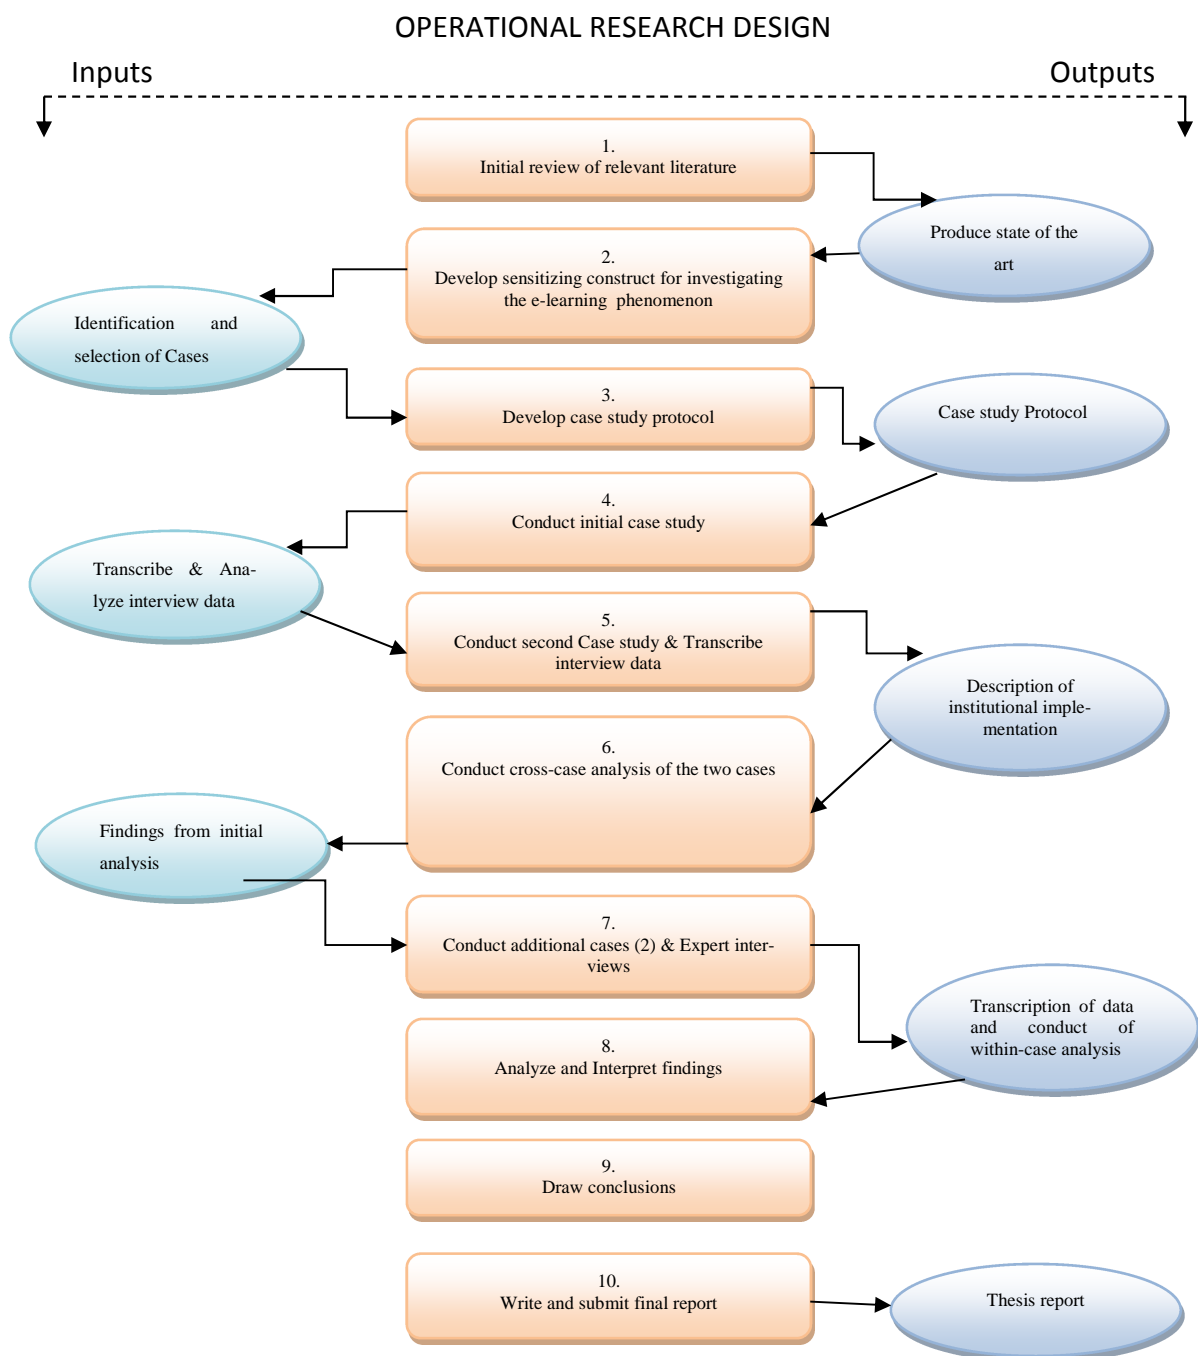 OPERATIONAL RESEARCH DESIGN
Inputs
Outputs
1.
Initial review of relevant literature
Produce state of the
art
2.
Develop sensitizing construct for investigating
the e-learning phenomenon
Identification and
selection of Cases
3.
Develop case study protocol
Case study Protocol
4.
Conduct initial case study
Transcribe & Ana-
lyze interview data
5.
Conduct second Case study & Transcribe
interview data
Description of
institutional imple-
mentation
6.
Conduct cross-case analysis of the two cases
Findings from initial
analysis
7.
Conduct additional cases (2) & Expert inter-
views
Transcription of data
and conduct of
within-case analysis
8.
Analyze and Interpret findings
9.
Draw conclusions
10.
Write and submit final report
Thesis report